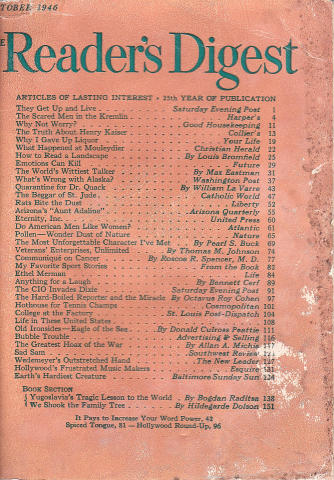 TOBER 1946
Reader's Digest
ARTICLES OF LASTING INTEREST · 25th YEAR OF PUBLICATION
They Get Up and Live . . . Saturday Evening Post 1
The Scared Men in the Kremlin . . . Harper's 4
Why Not Worry? . . . Good Housekeeping 11
The Truth About Henry Kaiser . . . Collier's 13
Why I Gave Up Liquor . . . Your Life 19
What Happened at Mouleydier . . . Christian Herald 22
How to Read a Landscape . . . By Louis Bromfield 25
Emotions Can Kill . . . Future 29
The World's Wittiest Talker . . . By Max Eastman 31
What's Wrong with Alaska? . . . Washington Post 37
Quarantine for Dr. Quack . . . By William La Varre 43
The Beggar of St. Jude . . . Catholic World 47
Rats Bite the Dust . . . Liberty 52
Arizona's "Aunt Adaline" . . . Arizona Quarterly 55
Eternity, Inc. . . . United Press 60
Do American Men Like Women? . . . Atlantic 61
Pollen—Wonder Dust of Nature . . . Nature 65
The Most Unforgettable Character I've Met . By Pearl S. Buck 69
Veterans' Enterprises, Unlimited . By Thomas M. Johnson 74
Communiqué on Cancer . By Roscoe R. Spencer, M. D. 77
My Favorite Sport Stories . . . From the Book 82
Ethel Merman . . . Life 84
Anything for a Laugh . . . By Bennett Cerf 89
The CIO Invades Dixie . . . Saturday Evening Post 91
The Hard-Boiled Reporter and the Miracle By Octavus Roy Cohen 97
Hothouse for Tennis Champs . . . Cosmopolitan 102
College at the Factory . . . St. Louis Post-Dispatch 104
Life in These United States . . . 108
Old Ironsides—Eagle of the Sea . By Donald Culross Peattie 111
Bubble Trouble . . . Advertising & Selling 116
The Greatest Hoax of the War . By Allan A. Michie
Sad Sam . . . Southwest Review
Wedemeyer's Outstretched Hand . . . The New Leader
Hollywood's Frustrated Music Makers . . . Esquire
Earth's Hardiest Creature . . . Baltimore Sunday Sun 134
BOOK SECTION
Yugoslavia's Tragic Lesson to the World . By Bogdan Raditsa 138
We Shook the Family Tree . . . By Hildegarde Dolson 151
It Pays to Increase Your Word Power, 42
Spiced Tongue, 81 — Hollywood Round-Up, 96